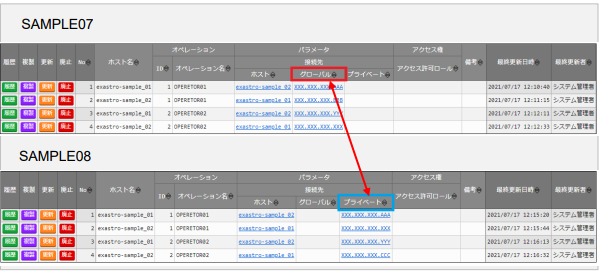 SAMPLE07
オペレーション パラメータ アクセス権
履歴 複製 更新 廃止 No ホスト名 接続先 備考 最終更新日時 最終更新者
ID オペレーション名 ホスト グローバル プライベート アクセス許可ロール
履歴 複製 更新 廃止 1 exastro-sample_01 1 OPERETOR01 exastro-sample_02 XXX.XXX.XXX.AAA 2021/07/17 12:10:40 システム管理者
履歴 複製 更新 廃止 2 exastro-sample_02 1 OPERETOR01 exastro-sample_01 XXX.XXX.XXX.BBB 2021/07/17 12:11:15 システム管理者
履歴 複製 更新 廃止 3 exastro-sample_01 2 OPERETOR02 exastro-sample_02 XXX.XXX.XXX.YYY 2021/07/17 12:12:11 システム管理者
履歴 複製 更新 廃止 4 exastro-sample_02 2 OPERETOR02 exastro-sample_01 XXX.XXX.XXX.XXX 2021/07/17 12:12:33 システム管理者
SAMPLE08
オペレーション パラメータ アクセス権
履歴 複製 更新 廃止 No ホスト名 接続先 備考 最終更新日時 最終更新者
ID オペレーション名 ホスト グローバル プライベート アクセス許可ロール
履歴 複製 更新 廃止 1 exastro-sample_01 1 OPERETOR01 exastro-sample_02 XXX.XXX.XXX.AAA 2021/07/17 12:15:20 システム管理者
履歴 複製 更新 廃止 2 exastro-sample_02 1 OPERETOR01 exastro-sample_01 XXX.XXX.XXX.XXX 2021/07/17 12:15:44 システム管理者
履歴 複製 更新 廃止 3 exastro-sample_01 2 OPERETOR02 exastro-sample_02 XXX.XXX.XXX.YYY 2021/07/17 12:16:13 システム管理者
履歴 複製 更新 廃止 4 exastro-sample_02 2 OPERETOR02 exastro-sample_01 XXX.XXX.XXX.CCC 2021/07/17 12:16:32 システム管理者